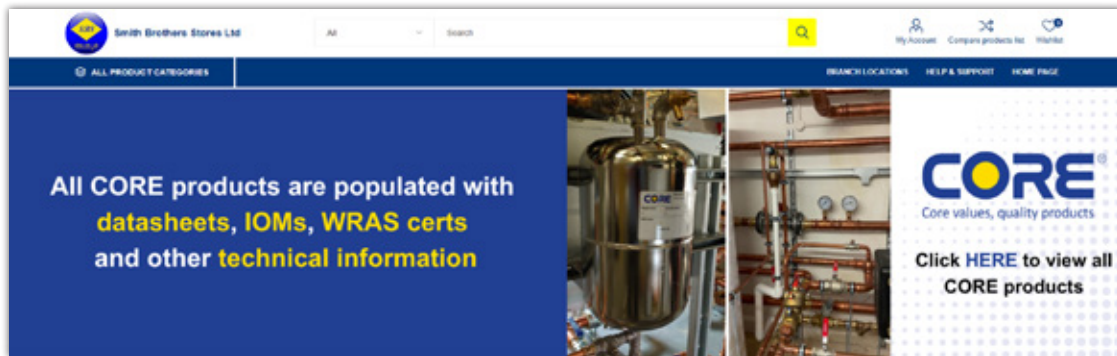 Smith Brothers Stores Ltd
All
Search
My Account
Compare products list
Wishlist
ALL PRODUCT CATEGORIES
BRANCH LOCATIONS
HELP & SUPPORT
HOME PAGE
All CORE products are populated with
datasheets, IOMs, WRAS certs
and other technical information
CORE
CORE®
Core values, quality products
Click HERE to view all
CORE products